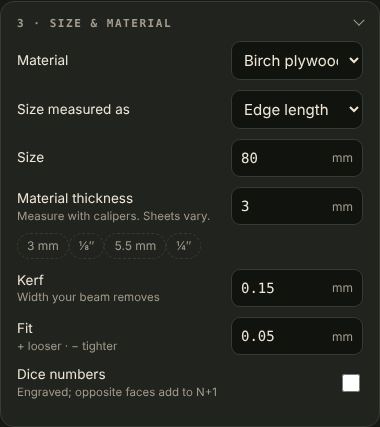 3 · SIZE & MATERIAL
Material
Birch plywoo
Size measured as
Edge length
Size
80 mm
Material thickness
Measure with calipers. Sheets vary.
3 mm
3 mm ⅛″ 5.5 mm ¼″
Kerf
Width your beam removes
0.15 mm
Fit
+ looser · − tighter
0.05 mm
Dice numbers
Engraved; opposite faces add to N+1